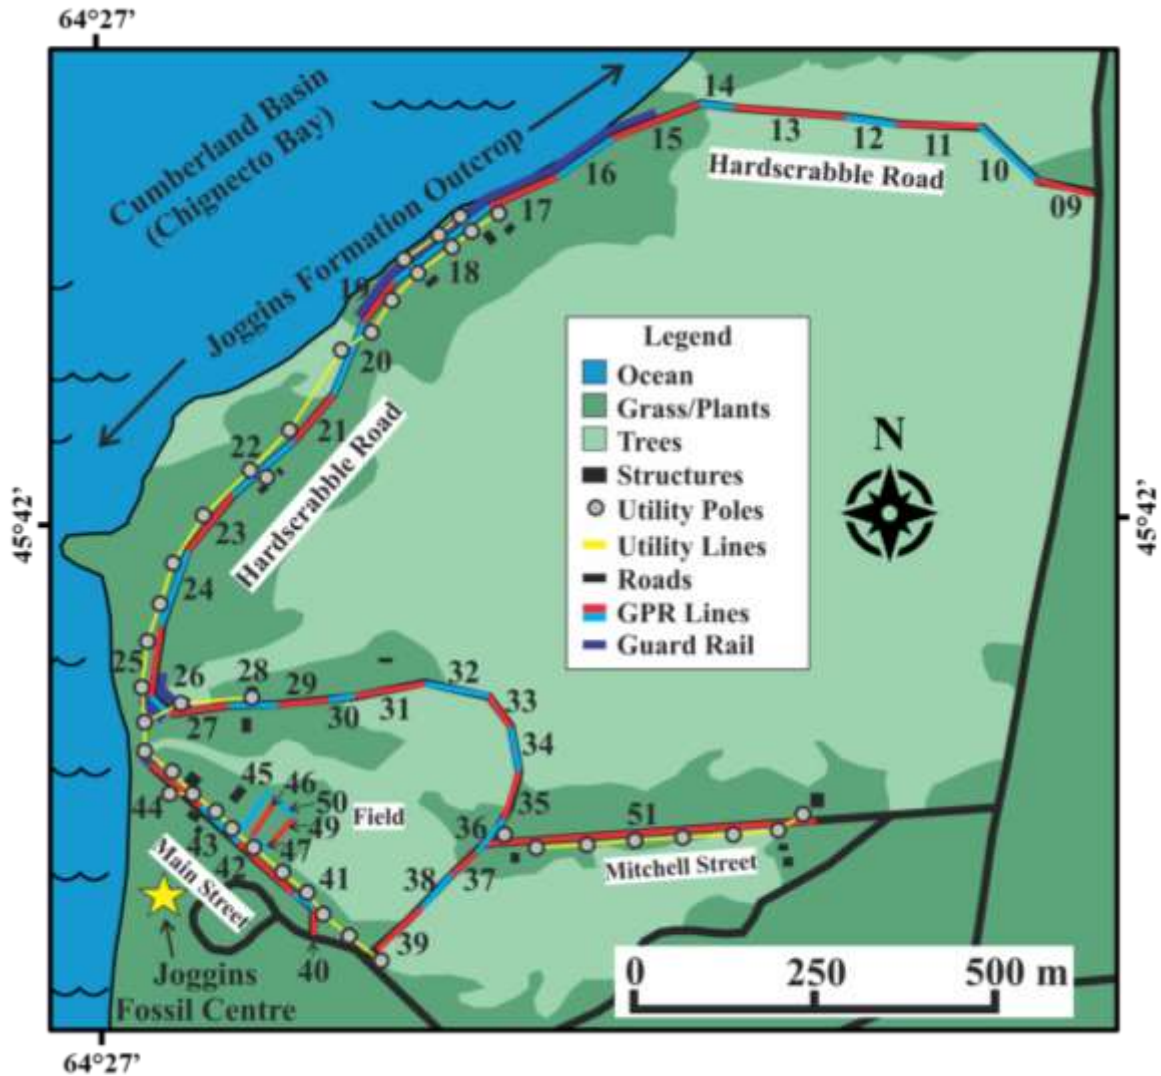 64°27'
Cumberland Basin
(Chignecto Bay)
Joggins Formation Outcrop
14
15
13
12
11
10
09
Hardscrabble Road
16
17
18
19
20
21
22
23
24
25
26
27
28
29
30
31
32
33
34
35
36
37
38
39
40
41
42
43
44
45
46
47
49
50
51
Hardscrabble Road
Legend
Ocean
Grass/Plants
Trees
Structures
Utility Poles
Utility Lines
Roads
GPR Lines
Guard Rail
N
45°42'
45°42'
Field
Main Street
Mitchell Street
Joggins
Fossil Centre
0 250 500 m
64°27'